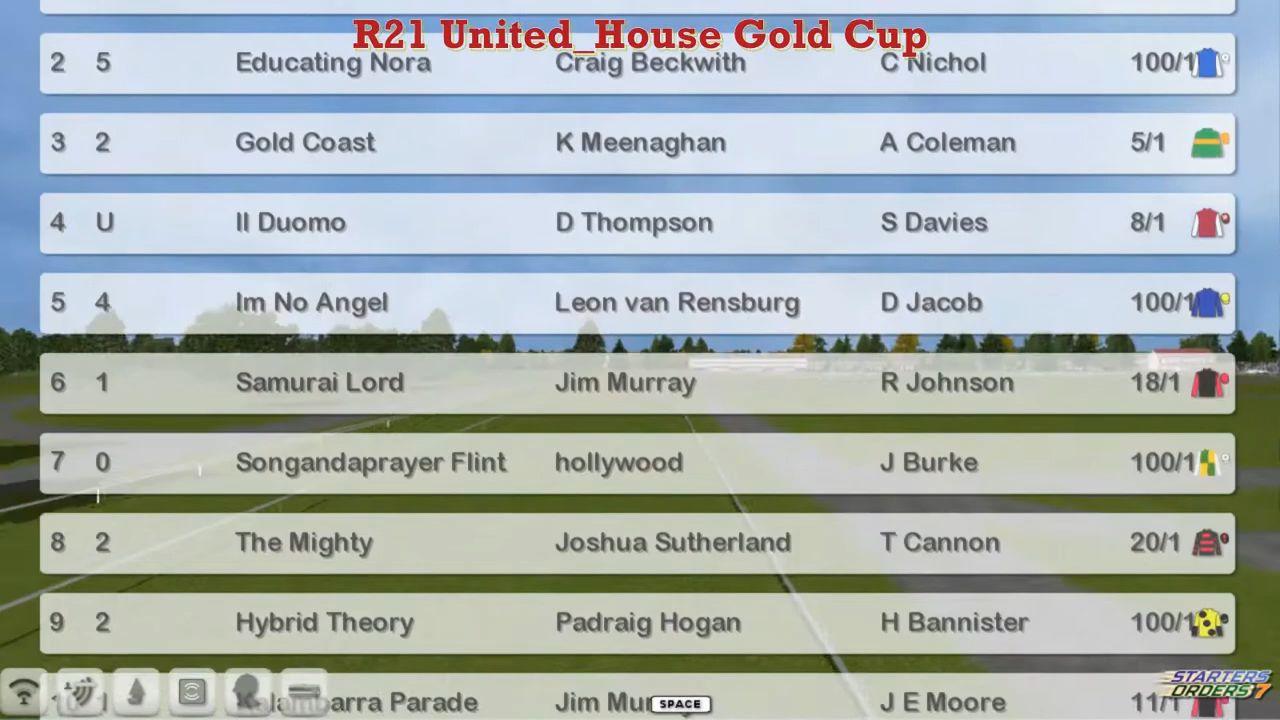 R21 United_House Gold Cup
2 5 Educating Nora Craig Beckwith C Nichol 100/1
3 2 Gold Coast K Meenaghan A Coleman 5/1
4 U Il Duomo D Thompson S Davies 8/1
5 4 Im No Angel Leon van Rensburg D Jacob 100/1
6 1 Samurai Lord Jim Murray R Johnson 18/1
7 0 Songandaprayer Flint hollywood J Burke 100/1
8 2 The Mighty Joshua Sutherland T Cannon 20/1
9 2 Hybrid Theory Padraig Hogan H Bannister 100/1
Parade Jim J E Moore 11/1
SPACE
STARTERS
ORDERS 7